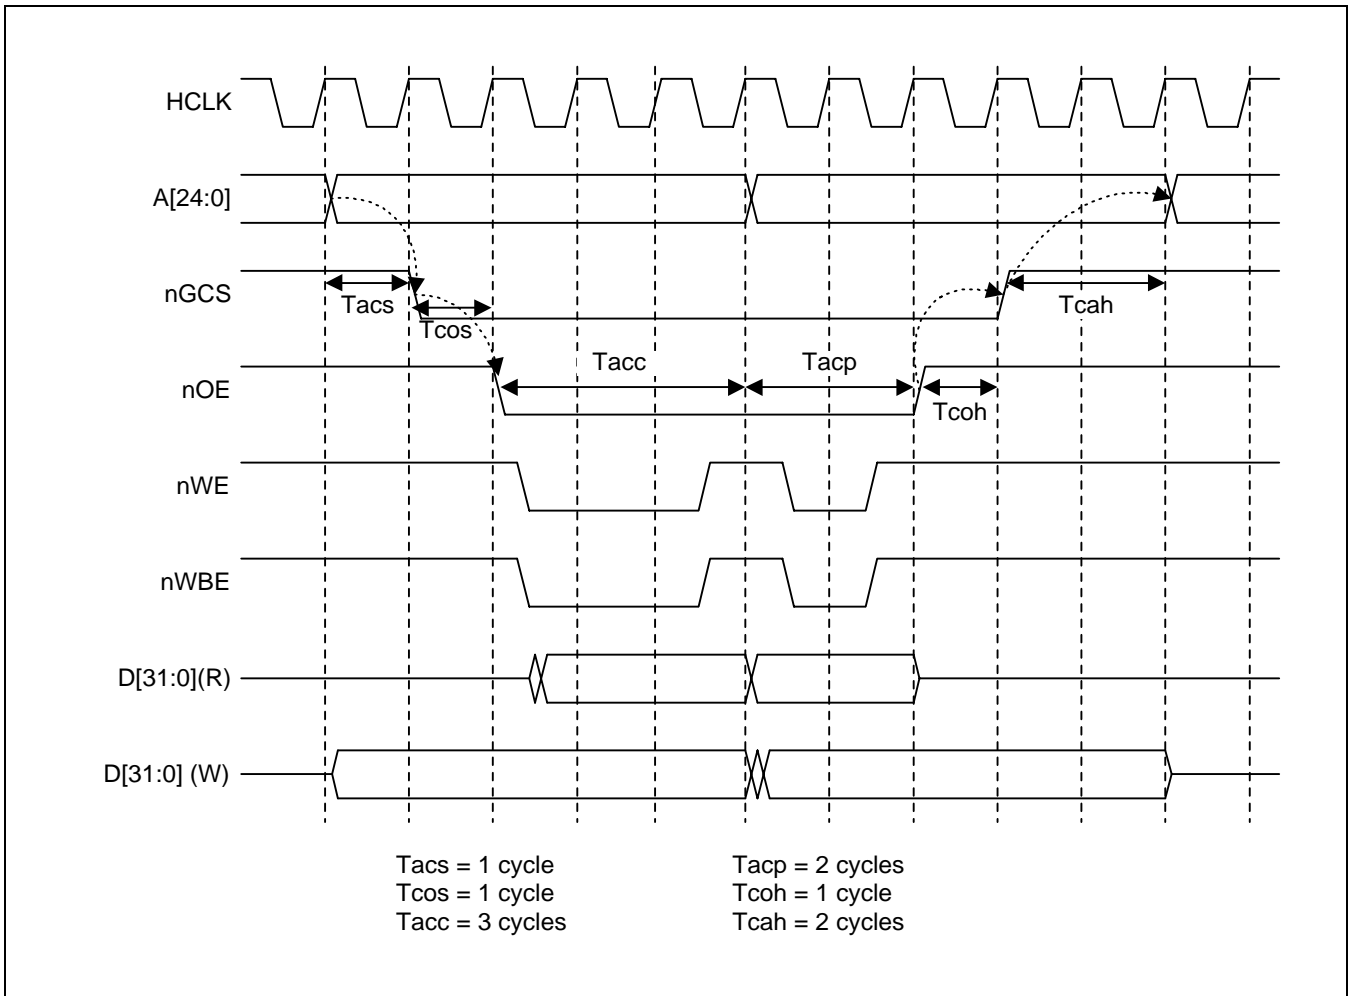 HCLK
A[24:0]
nGCS
Tacs
Tcos
Tcah
nOE
Tacc
Tacp
Tcoh
nWE
nWBE
D[31:0](R)
D[31:0] (W)
Tacs = 1 cycle
Tcos = 1 cycle
Tacc = 3 cycles
Tacp = 2 cycles
Tcoh = 1 cycle
Tcah = 2 cycles